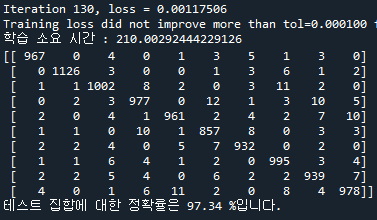 Iteration 130, loss = 0.00117506
Training loss did not improve more than tol=0.000100 f
학습 소요 시간 : 210.00292444229126
[[ 967 0 4 0 1 3 5 1 3 0]
[ 0 1126 3 0 0 1 3 6 1 2]
[ 1 1 1002 8 2 0 3 11 2 0]
[ 0 2 3 977 0 12 1 3 10 5]
[ 2 0 4 1 961 2 4 2 7 10]
[ 1 1 0 10 1 857 8 0 3 3]
[ 2 2 4 0 5 7 932 0 2 0]
[ 1 1 6 4 1 2 0 995 3 4]
[ 2 2 5 4 0 6 2 2 939 7]
[ 4 0 1 6 11 2 0 8 4 978]]
테스트 집합에 대한 정확률은 97.34 %입니다.